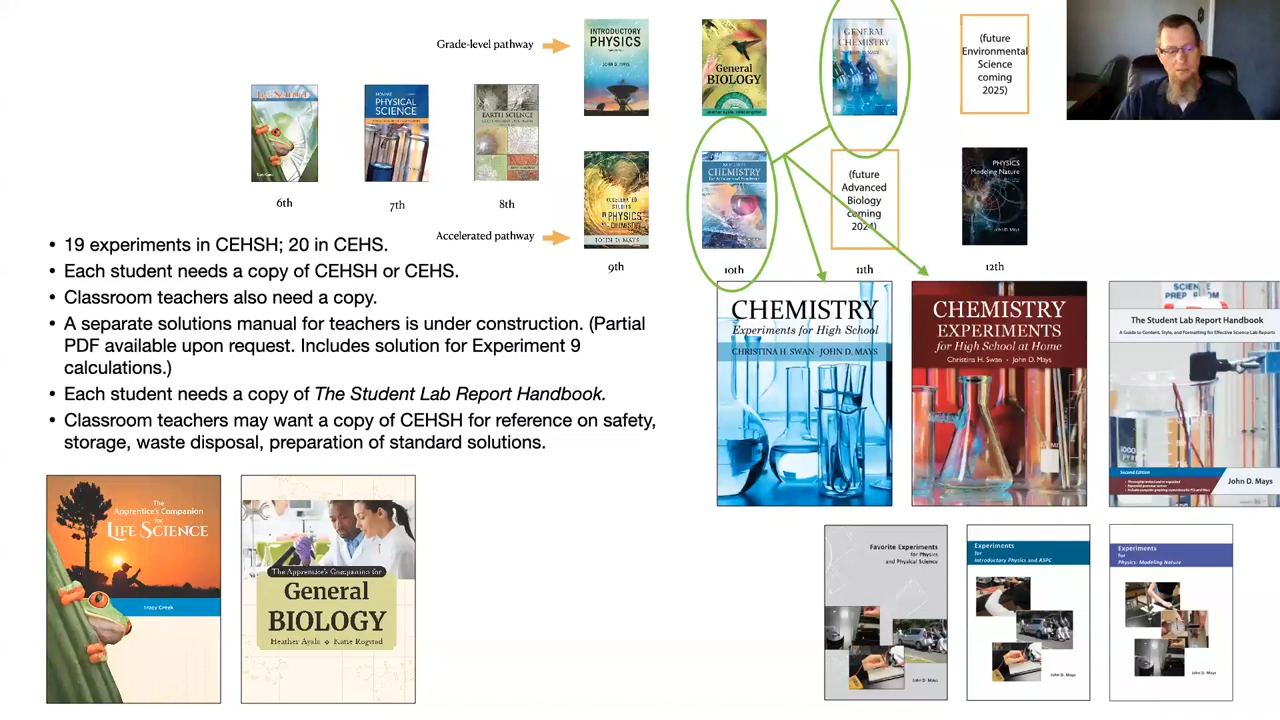 Grade-level pathway
INTRODUCTORY
PHYSICS
JOHN D. MAYS
General
BIOLOGY
GENERAL
CHEMISTRY
(future
Environmental
Science
coming
2025)
PHYSICAL
SCIENCE
EARTH SCIENCE
6th
7th
8th
Accelerated pathway
ACCELERATED
STUDIES
IN PHYSICS
AND CHEMISTRY
JOHN D. MAYS
9th
CHEMISTRY
for Accelerated Students
10th
(future
Advanced
Biology
coming
2024)
11th
PHYSICS
Modeling Nature
John D. Mays
12th
• 19 experiments in CEHSH; 20 in CEHS.
• Each student needs a copy of CEHSH or CEHS.
• Classroom teachers also need a copy.
• A separate solutions manual for teachers is under construction. (Partial
PDF available upon request. Includes solution for Experiment 9
calculations.)
• Each student needs a copy of The Student Lab Report Handbook.
• Classroom teachers may want a copy of CEHSH for reference on safety,
storage, waste disposal, preparation of standard solutions.
CHEMISTRY
Experiments for High School
CHRISTINA H. SWAN · JOHN D. MAYS
CHEMISTRY
EXPERIMENTS
for High School at Home
Christina H. Swan • John D. Mays
SCIENCE
PREP ROOM
The Student Lab Report Handbook
A Guide to Content, Style, and Formatting for Effective Science Lab Reports
Second Edition
John D. Mays
The
Apprentice's Companion
for
LIFE SCIENCE
Tracy Creek
The Apprentice's Companion for
General
BIOLOGY
Heather Ayala ❖ Katie Rogstad
Favorite Experiments
for Physics
and Physical Science
John D. Mays
Experiments
for
Introductory Physics and ASPC
John D. Mays
Experiments
for
Physics: Modeling Nature
John D. Mays